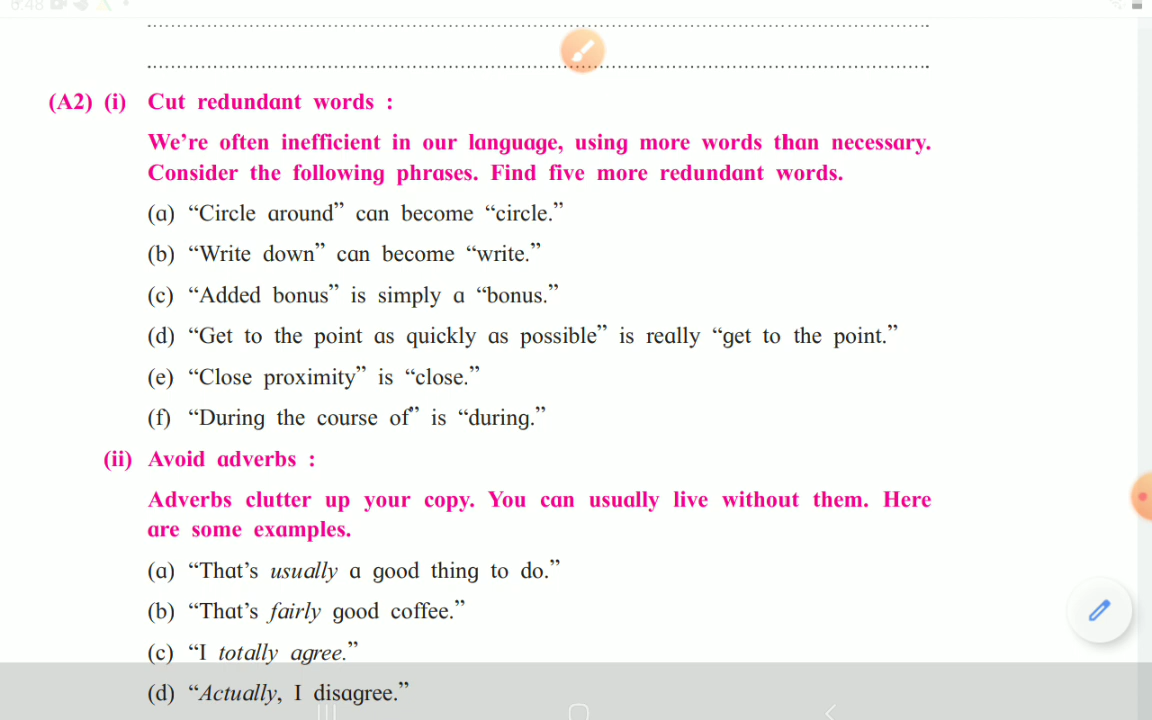 6:48
(A2) (i) Cut redundant words :
We're often inefficient in our language, using more words than necessary.
Consider the following phrases. Find five more redundant words.
(a) “Circle around” can become “circle.”
(b) “Write down” can become “write.”
(c) “Added bonus” is simply a “bonus.”
(d) “Get to the point as quickly as possible” is really “get to the point.”
(e) “Close proximity” is “close.”
(f) “During the course of” is “during.”
(ii) Avoid adverbs :
Adverbs clutter up your copy. You can usually live without them. Here
are some examples.
(a) “That’s usually a good thing to do.”
(b) “That’s fairly good coffee.”
(c) “I totally agree.”
(d) “Actually, I disagree.”